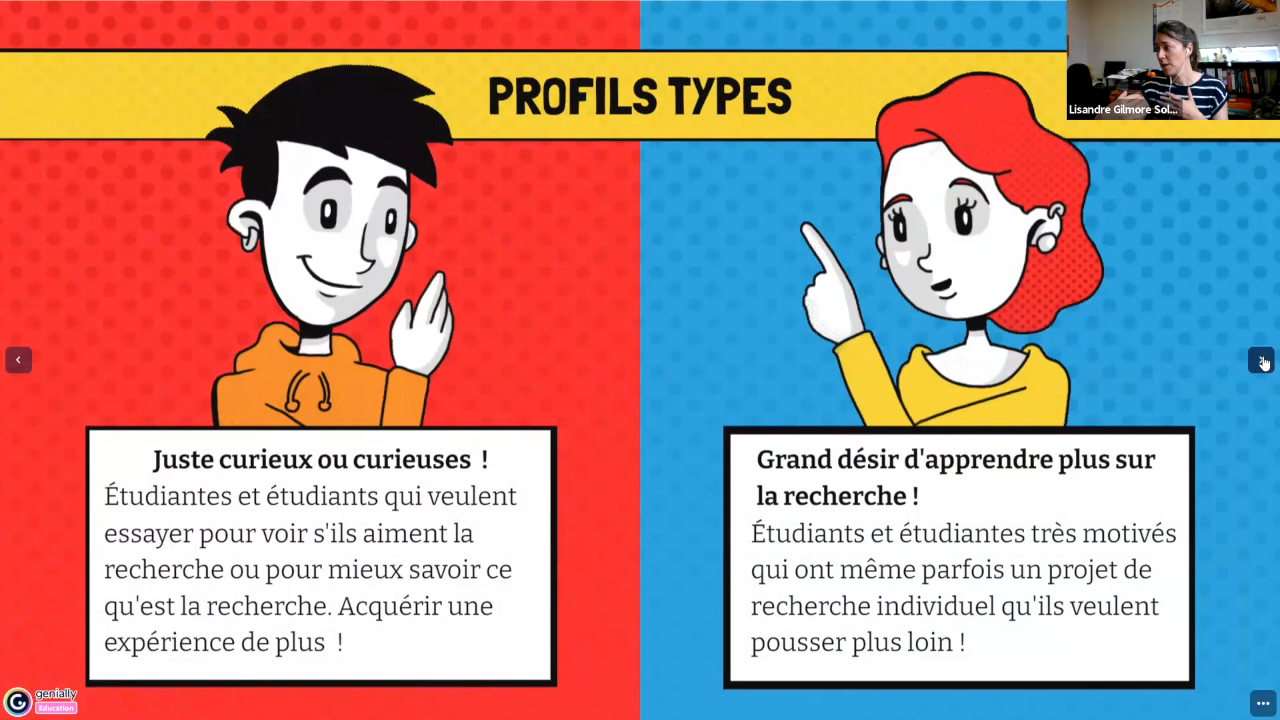 PROFILS TYPES
Lisandre Gilmore Sol...
Juste curieux ou curieuses !
Étudiantes et étudiants qui veulent
essayer pour voir s'ils aiment la
recherche ou pour mieux savoir ce
qu'est la recherche. Acquérir une
expérience de plus !
Grand désir d'apprendre plus sur
la recherche !
Étudiants et étudiantes très motivés
qui ont même parfois un projet de
recherche individuel qu'ils veulent
pousser plus loin !
genially
Education